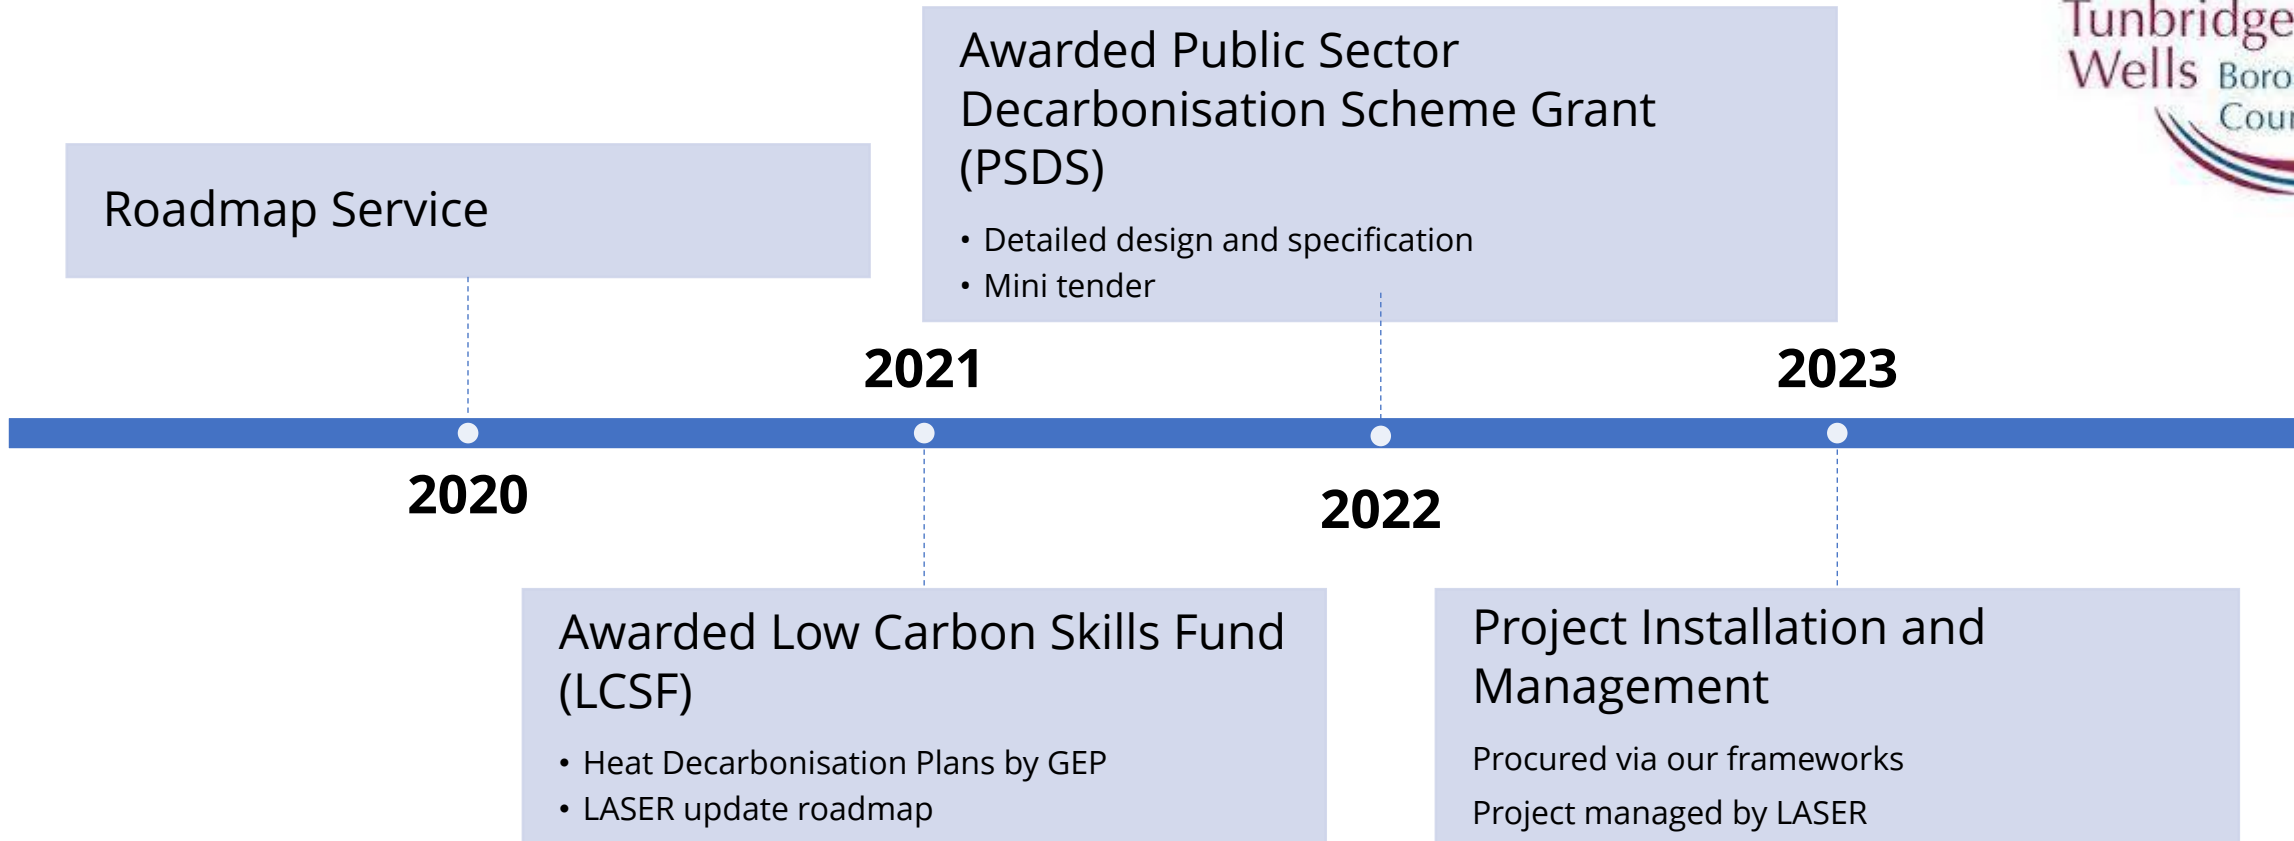 Tunbridge
Wells
Roadmap Service
2020
Awarded Public Sector
Decarbonisation Scheme Grant
(PSDS)
• Detailed design and specification
• Mini tender
2021
2023
2022
Awarded Low Carbon Skills Fund
(LCSF)
• Heat Decarbonisation Plans by GEP
• LASER update roadmap
Project Installation and
Management
Procured via our frameworks
Project managed by LASER